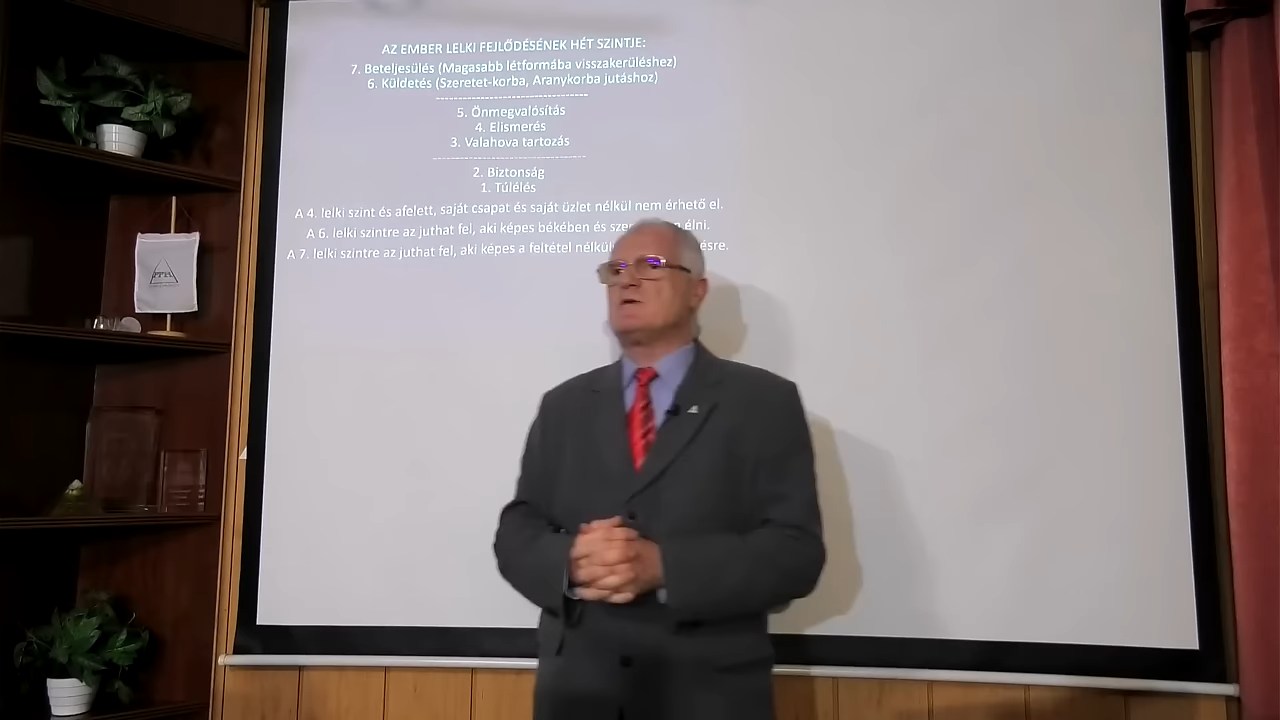 AZ EMBER LELKI FEJLŐDÉSÉNEK HÉT SZINTJE:
7. Beteljesülés (Magasabb létformába visszakerüléshez)
6. Küldetés (Szeretet-korba, Aranykorba jutáshoz)
5. Önmegvalósítás
4. Elismerés
3. Valahova tartozás
2. Biztonság
1. Túlélés
A 4. lelki szint és afelett, saját csapat és saját üzlet nélkül nem érhető el.
A 6. lelki szintre az juthat fel, aki képes békében és élni.
A 7. lelki szintre az juthat fel, aki képes a feltétel